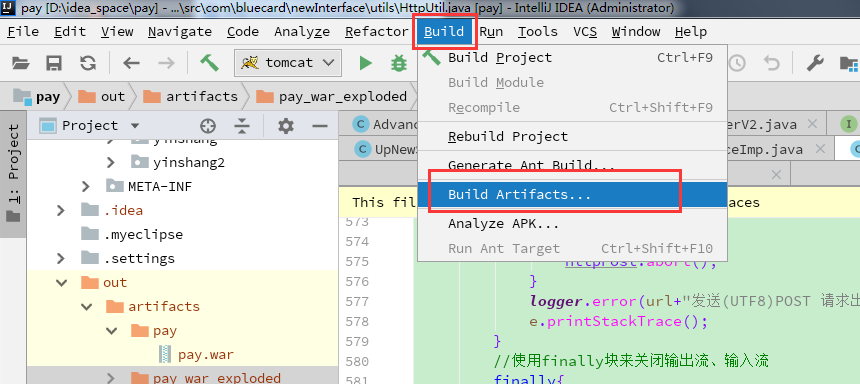 pay [D:\idea_space\pay] - ...\src\com\bluecard\newInterface\utils\HttpUtil.java [pay] - IntelliJ IDEA (Administrator)
File Edit View Navigate Code Analyze Refactor Build Run Tools VCS Window Help
tomcat
Build Project Ctrl+F9
Build Module
Recompile Ctrl+Shift+F9
Rebuild Project
Generate Ant Build...
Build Artifacts...
Analyze APK...
Run Ant Target Ctrl+Shift+F10
pay out artifacts pay_war_exploded
1: Project
Project
yinshang2
META-INF
.idea
.myeclipse
.settings
out
artifacts
pay
pay.war
pay_war_exploded
Advan
erV2.java
UpNew
ceImp.java
This fil
aces
573
574
575
576 }
577 logger.error(url+"发送(UTF8)POST 请求出
578 e.printStackTrace();
579 }
580 //使用finally块来关闭输出流、输入流
581 finally{